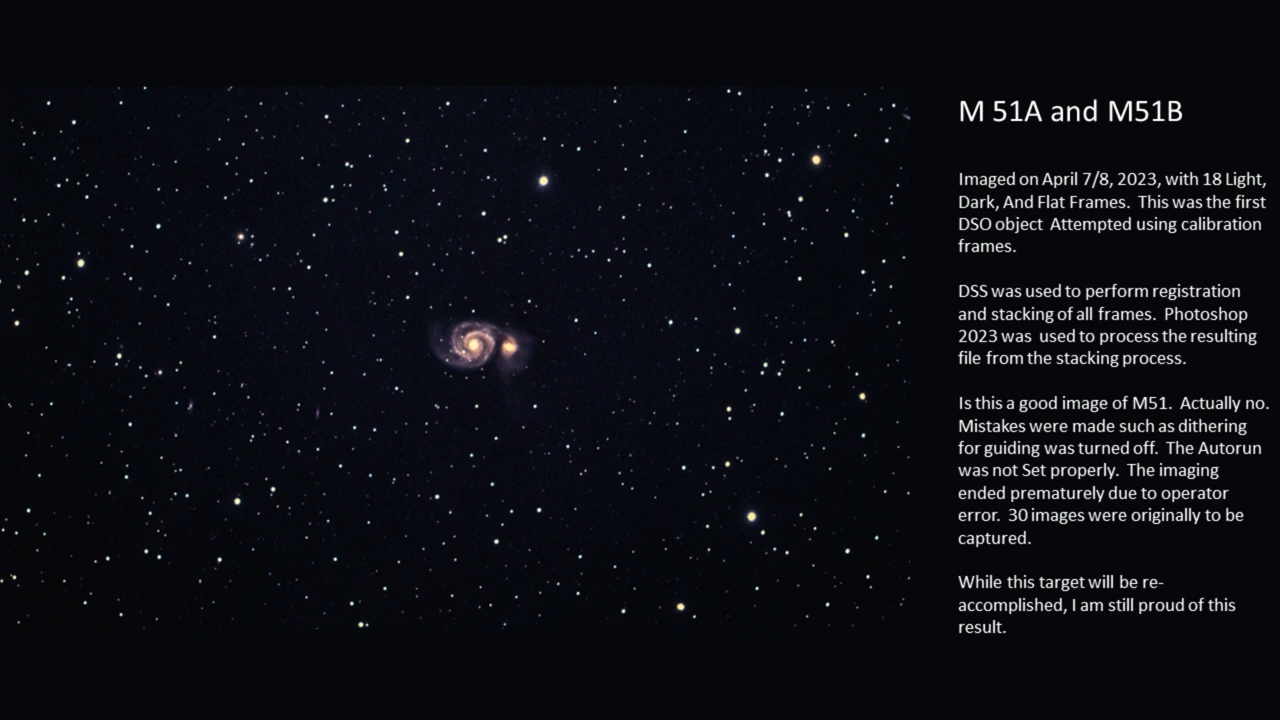 M 51A and M51B
Imaged on April 7/8, 2023, with 18 Light,
Dark, And Flat Frames.  This was the first
DSO object  Attempted using calibration
frames.
DSS was used to perform registration
and stacking of all frames.  Photoshop
2023 was  used to process the resulting
file from the stacking process.
Is this a good image of M51.  Actually no.
Mistakes were made such as dithering
for guiding was turned off.  The Autorun
was not Set properly.  The imaging
ended prematurely due to operator
error.  30 images were originally to be
captured.
While this target will be re-
accomplished, I am still proud of this
result.